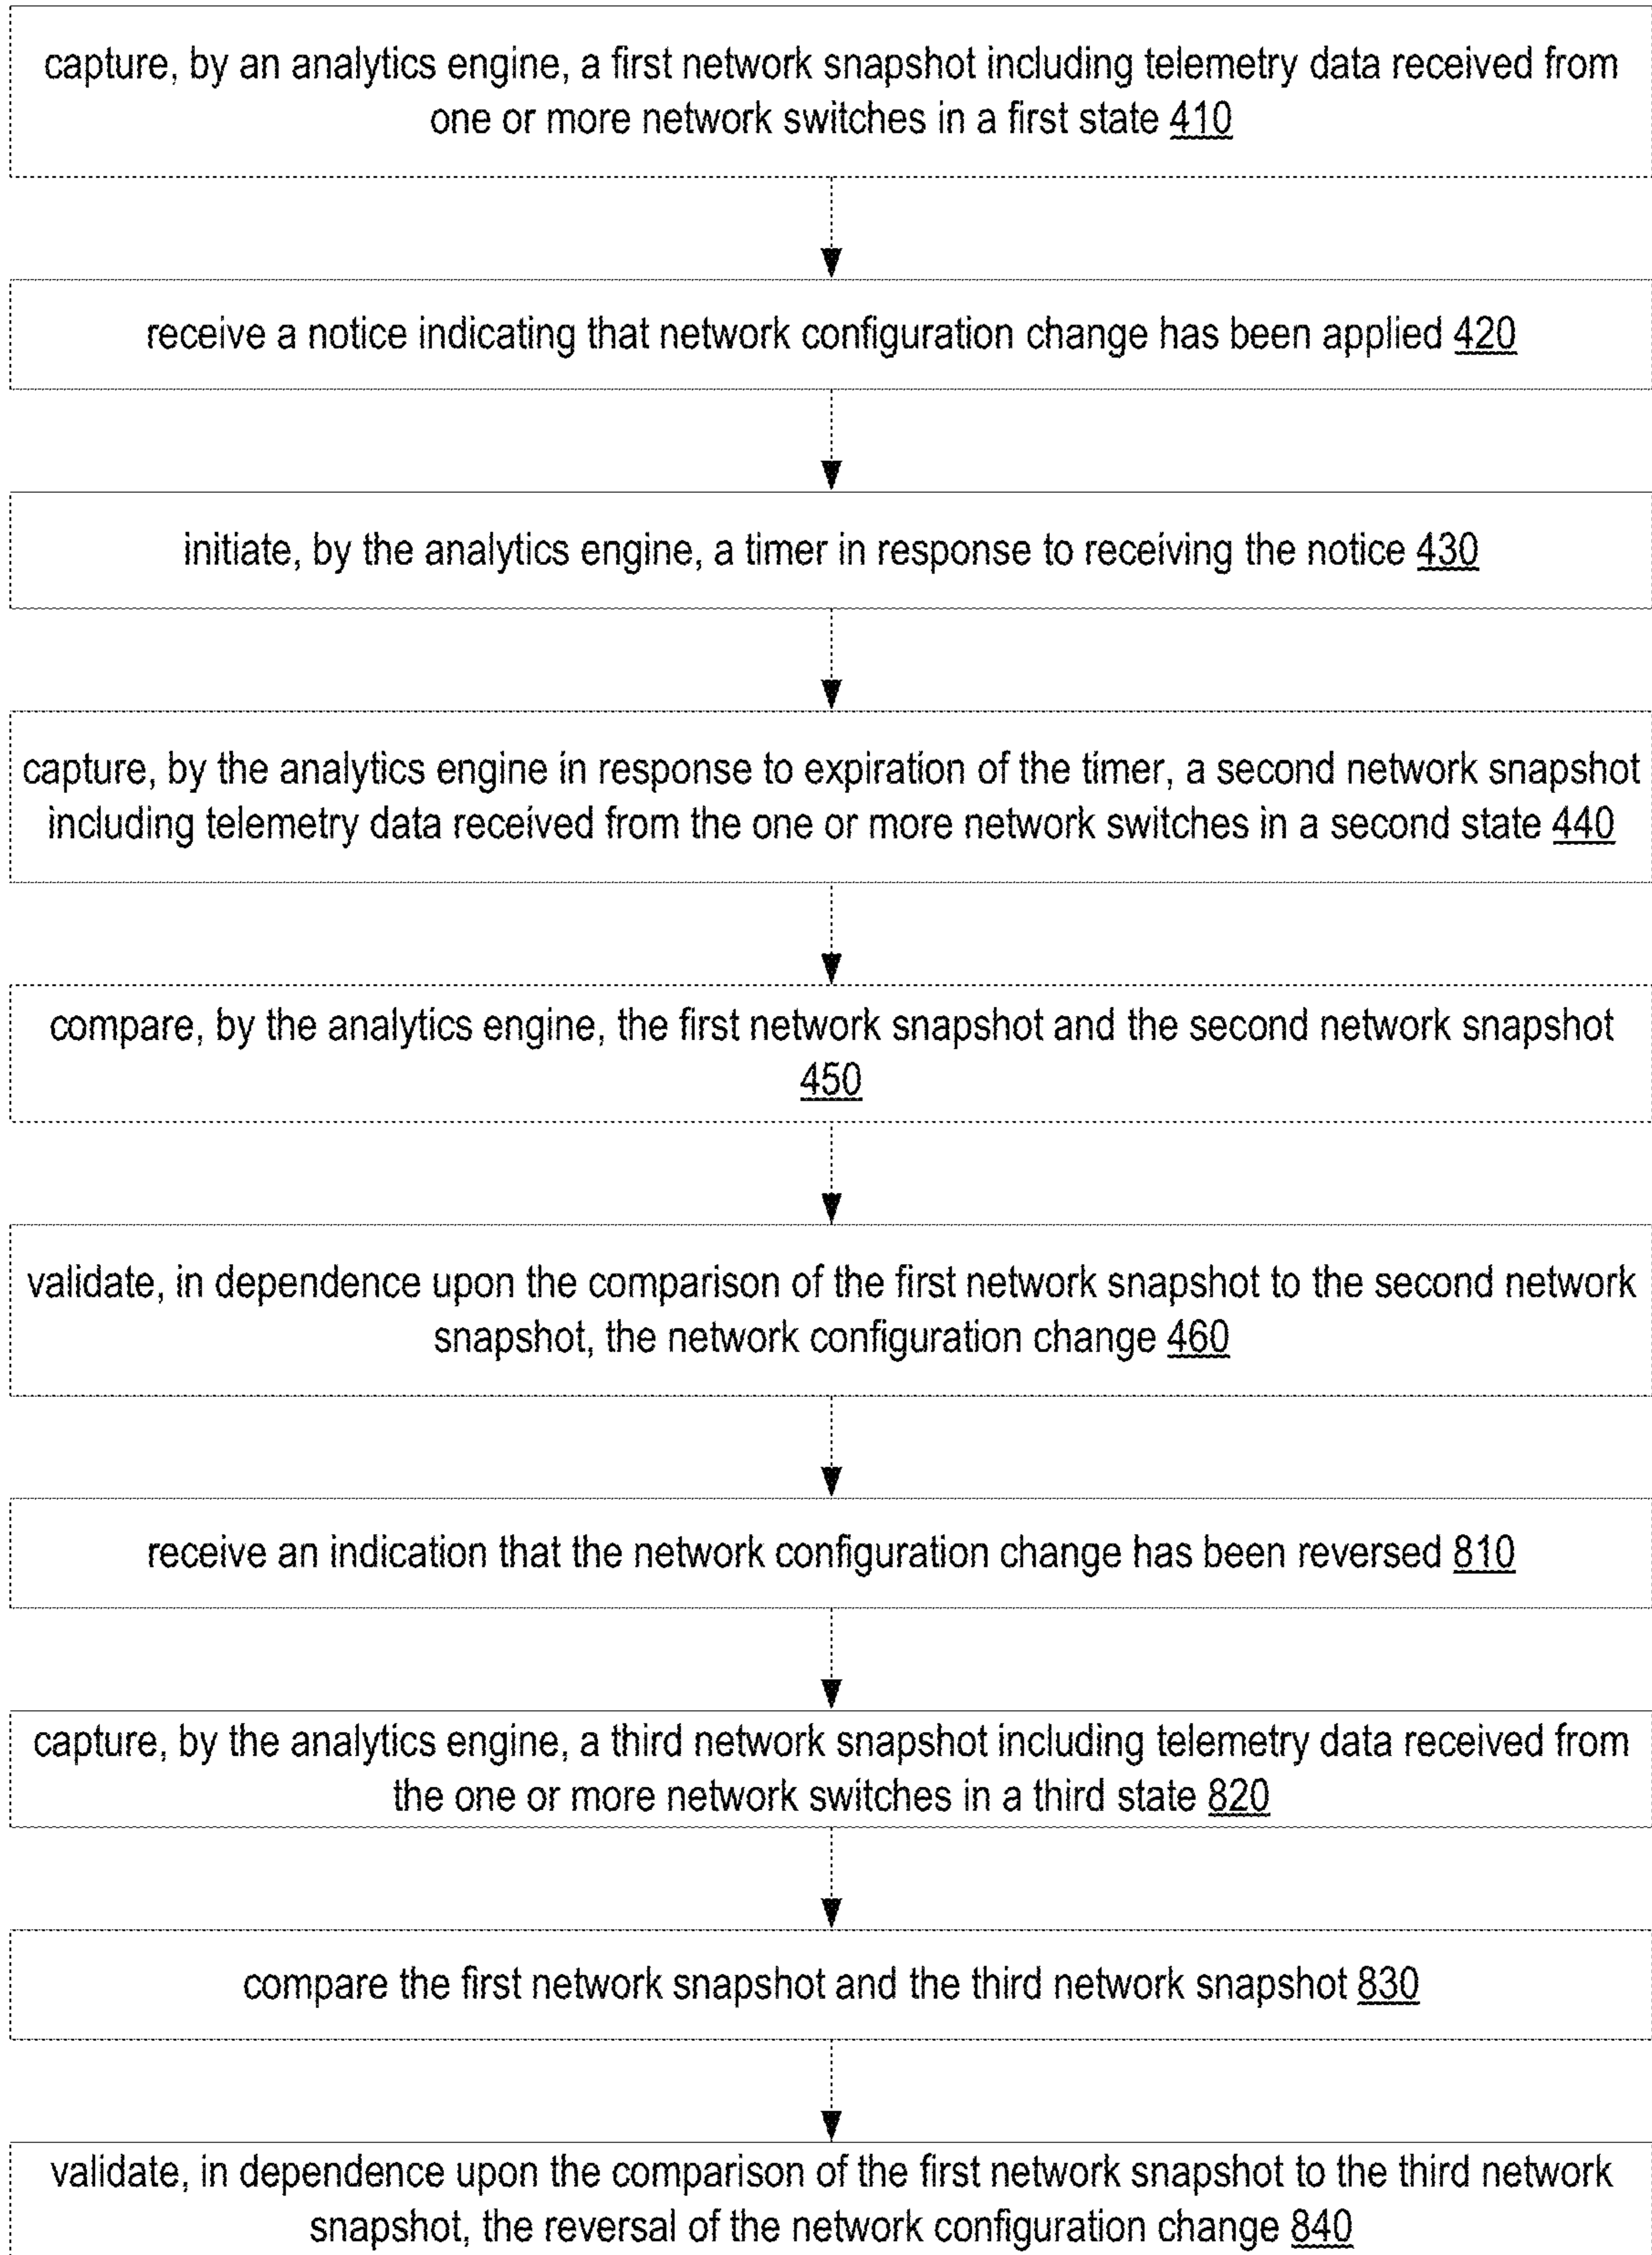 capture, by an analytics engine, a first network snapshot including telemetry data received from
one or more network switches in a first state 410
receive a notice indicating that network configuration change has been applied 420
initiate, by the analytics engine, a timer in response to receiving the notice 430
capture, by the analytics engine in response to expiration of the timer, a second network snapshot
including telemetry data received from the one or more network switches in a second state 440
compare, by the analytics engine, the first network snapshot and the second network snapshot
450
validate, in dependence upon the comparison of the first network snapshot to the second network
snapshot, the network configuration change 460
receive an indication that the network configuration change has been reversed 810
capture, by the analytics engine, a third network snapshot including telemetry data received from
the one or more network switches in a third state 820
compare the first network snapshot and the third network snapshot 830
validate, in dependence upon the comparison of the first network snapshot to the third network
snapshot, the reversal of the network configuration change 840